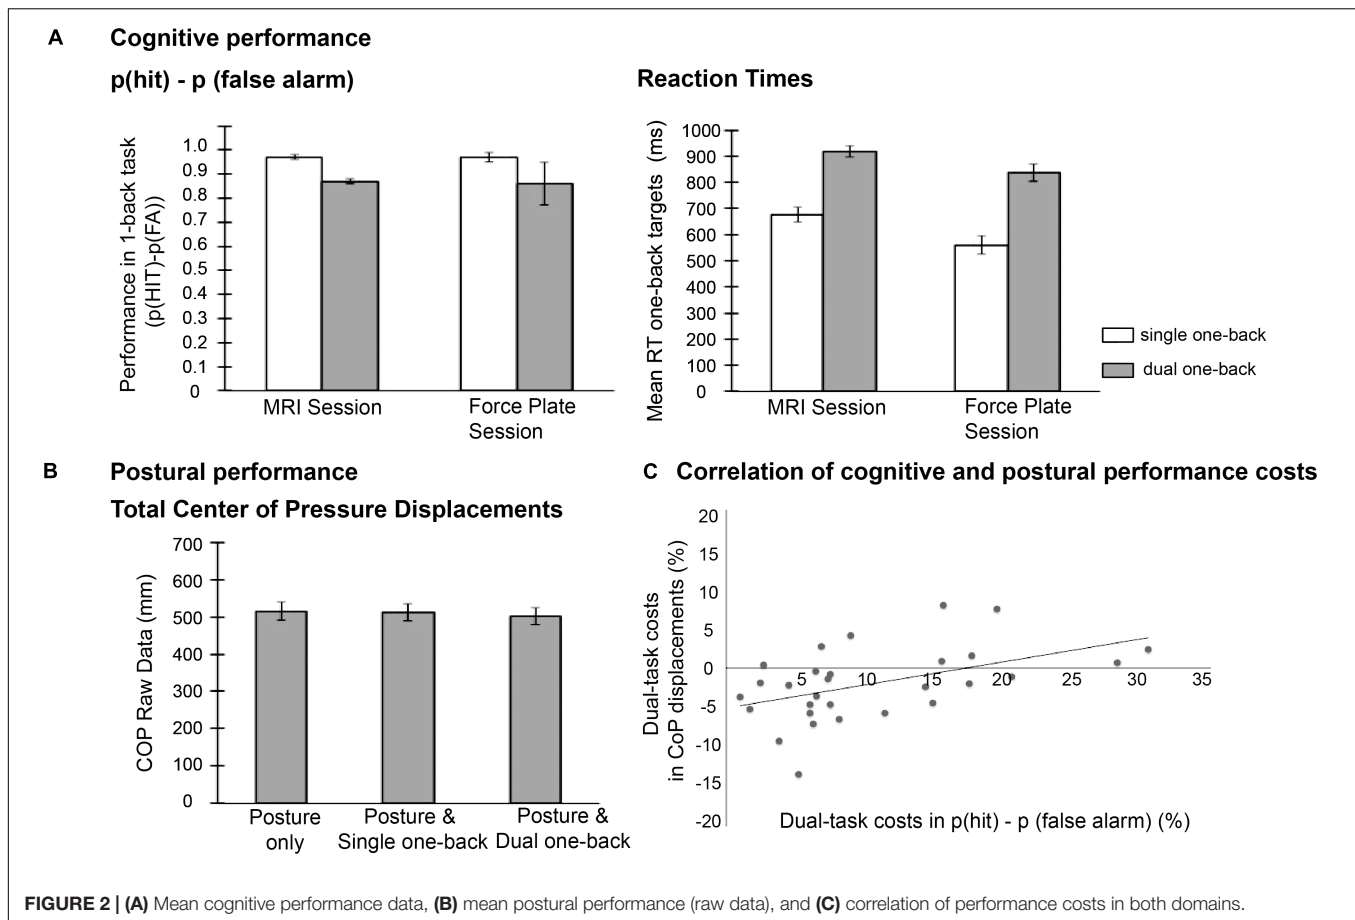 A Cognitive performance
p(hit) - p (false alarm)
Performance in 1-back task
(p(HIT)-p(FA))
1.0
0.9
0.8
0.7
0.6
0.5
0.4
0.3
0.2
0.1
0
MRI Session
Force Plate
Session
Reaction Times
Mean RT one-back targets (ms)
1000
900
800
700
600
500
400
300
200
100
0
MRI Session
Force Plate
Session
single one-back
dual one-back
B Postural performance
Total Center of Pressure Displacements
COP Raw Data (mm)
700
600
500
400
300
200
100
0
Posture
only
Posture &
Single one-back
Posture &
Dual one-back
C Correlation of cognitive and postural performance costs
Dual-task costs
in CoP displacements (%)
20
15
10
5
0
-5
-10
-15
-20
5 10 15 20 25 30 35
Dual-task costs in p(hit) - p (false alarm) (%)
FIGURE 2 | (A) Mean cognitive performance data, (B) mean postural performance (raw data), and (C) correlation of performance costs in both domains.